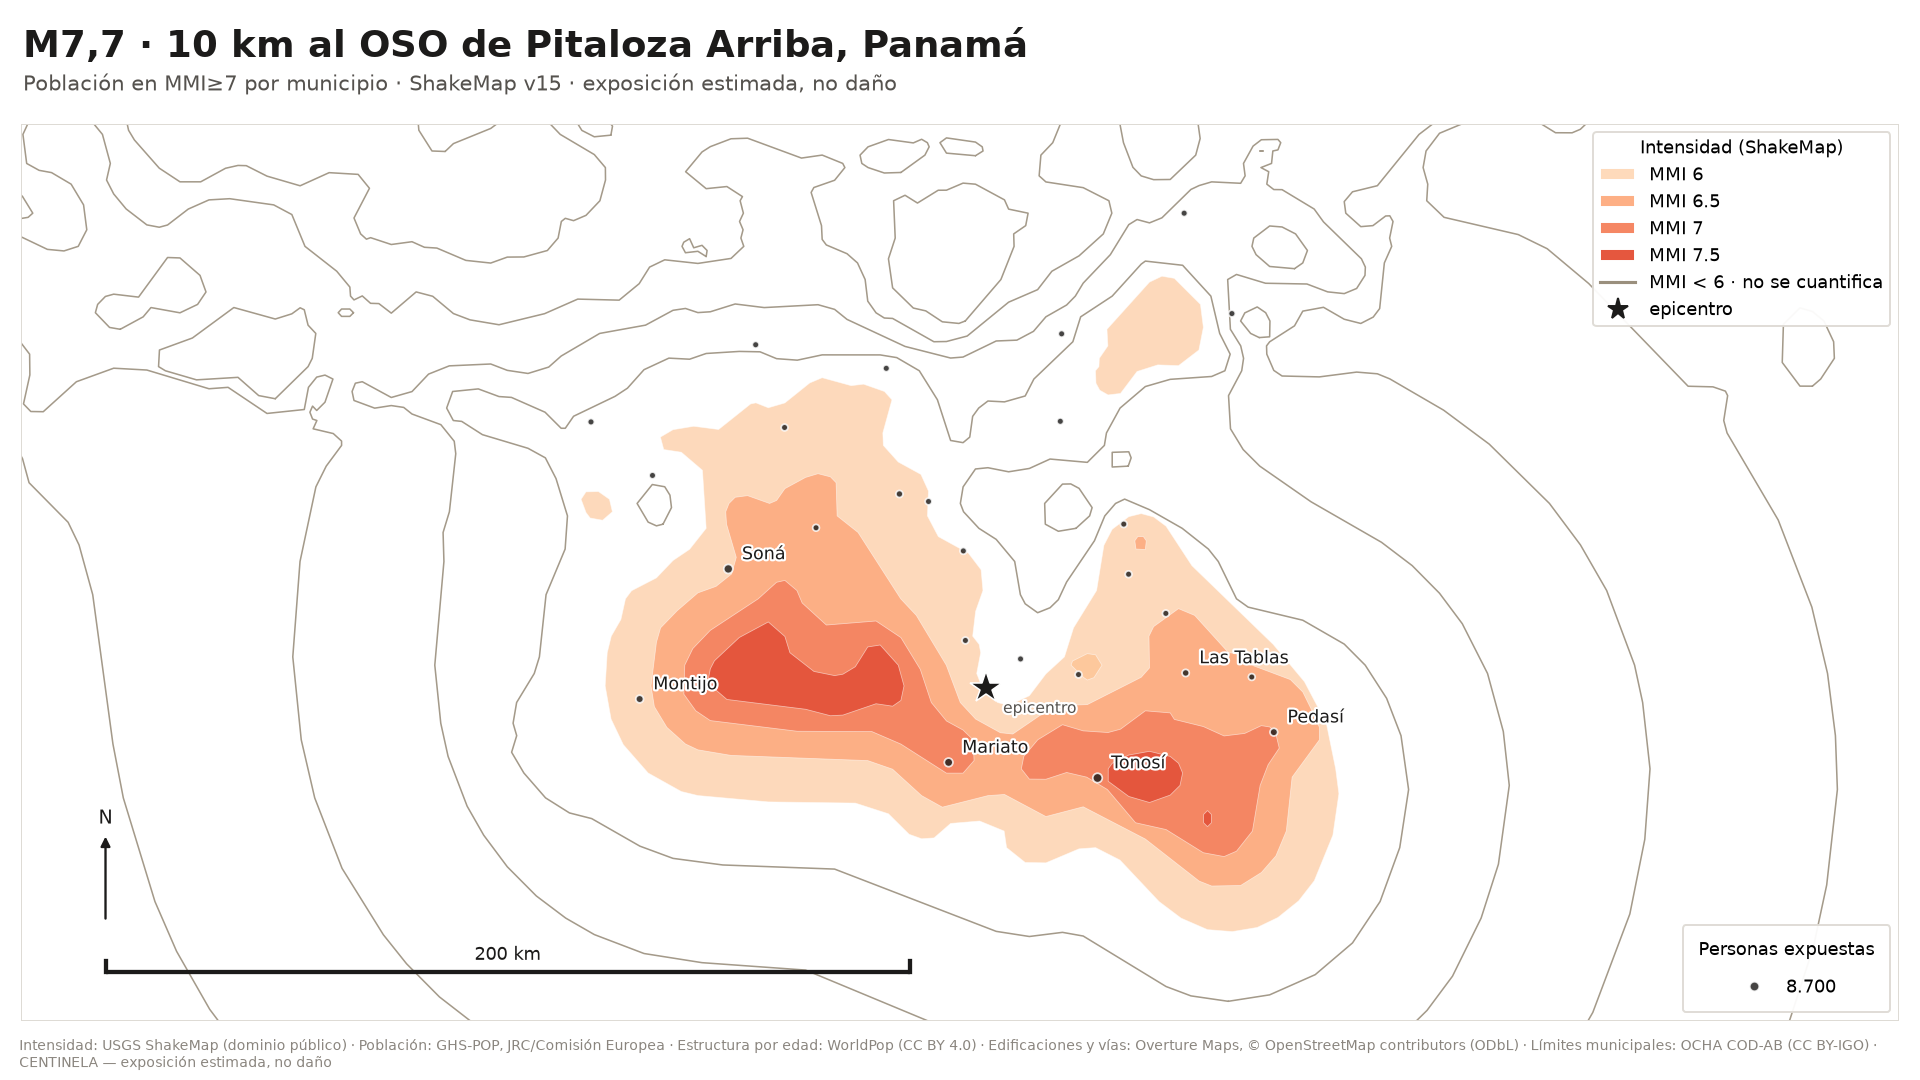 M7,7 · 10 km al OSO de Pitaloza Arriba, Panamá
Población en MMI≥7 por municipio · ShakeMap v15 · exposición estimada, no daño
Intensidad (ShakeMap)
MMI 6
MMI 6.5
MMI 7
MMI 7.5
MMI < 6 · no se cuantifica
epicentro
Soná
Las Tablas
Montijo
epicentro
Pedasí
Mariato
Tonosí
N
200 km
Personas expuestas
8.700
Intensidad: USGS ShakeMap (dominio público) · Población: GHS-POP, JRC/Comisión Europea · Estructura por edad: WorldPop (CC BY 4.0) · Edificaciones y vías: Overture Maps, © OpenStreetMap contributors (ODbL) · Límites municipales: OCHA COD-AB (CC BY-IGO) ·
CENTINELA — exposición estimada, no daño